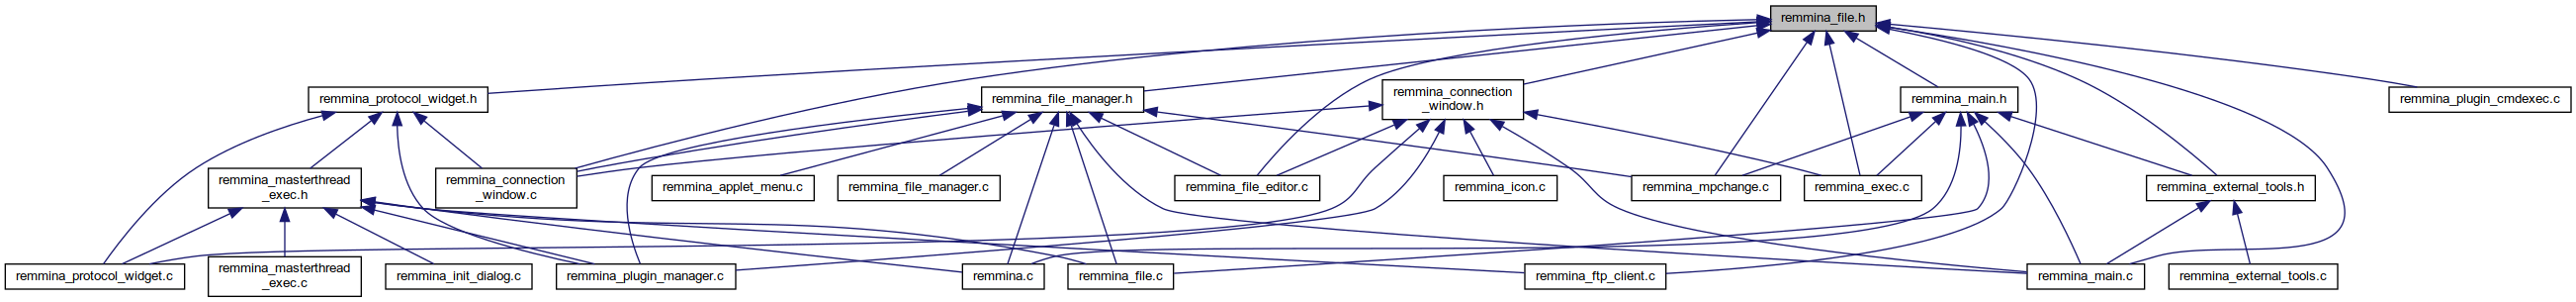 remmina_file.h
remmina_protocol_widget.h
remmina_file_manager.h
remmina_connection
_window.h
remmina_main.h
remmina_plugin_cmdexec.c
remmina_masterthread
_exec.h
remmina_connection
_window.c
remmina_applet_menu.c
remmina_file_manager.c
remmina_file_editor.c
remmina_icon.c
remmina_mpchange.c
remmina_exec.c
remmina_external_tools.h
remmina_protocol_widget.c
remmina_masterthread
_exec.c
remmina_init_dialog.c
remmina_plugin_manager.c
remmina.c
remmina_file.c
remmina_ftp_client.c
remmina_main.c
remmina_external_tools.c